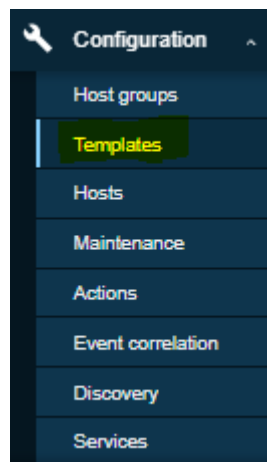 Configuration
Host groups
Templates
Hosts
Maintenance
Actions
Event correlation
Discovery
Services